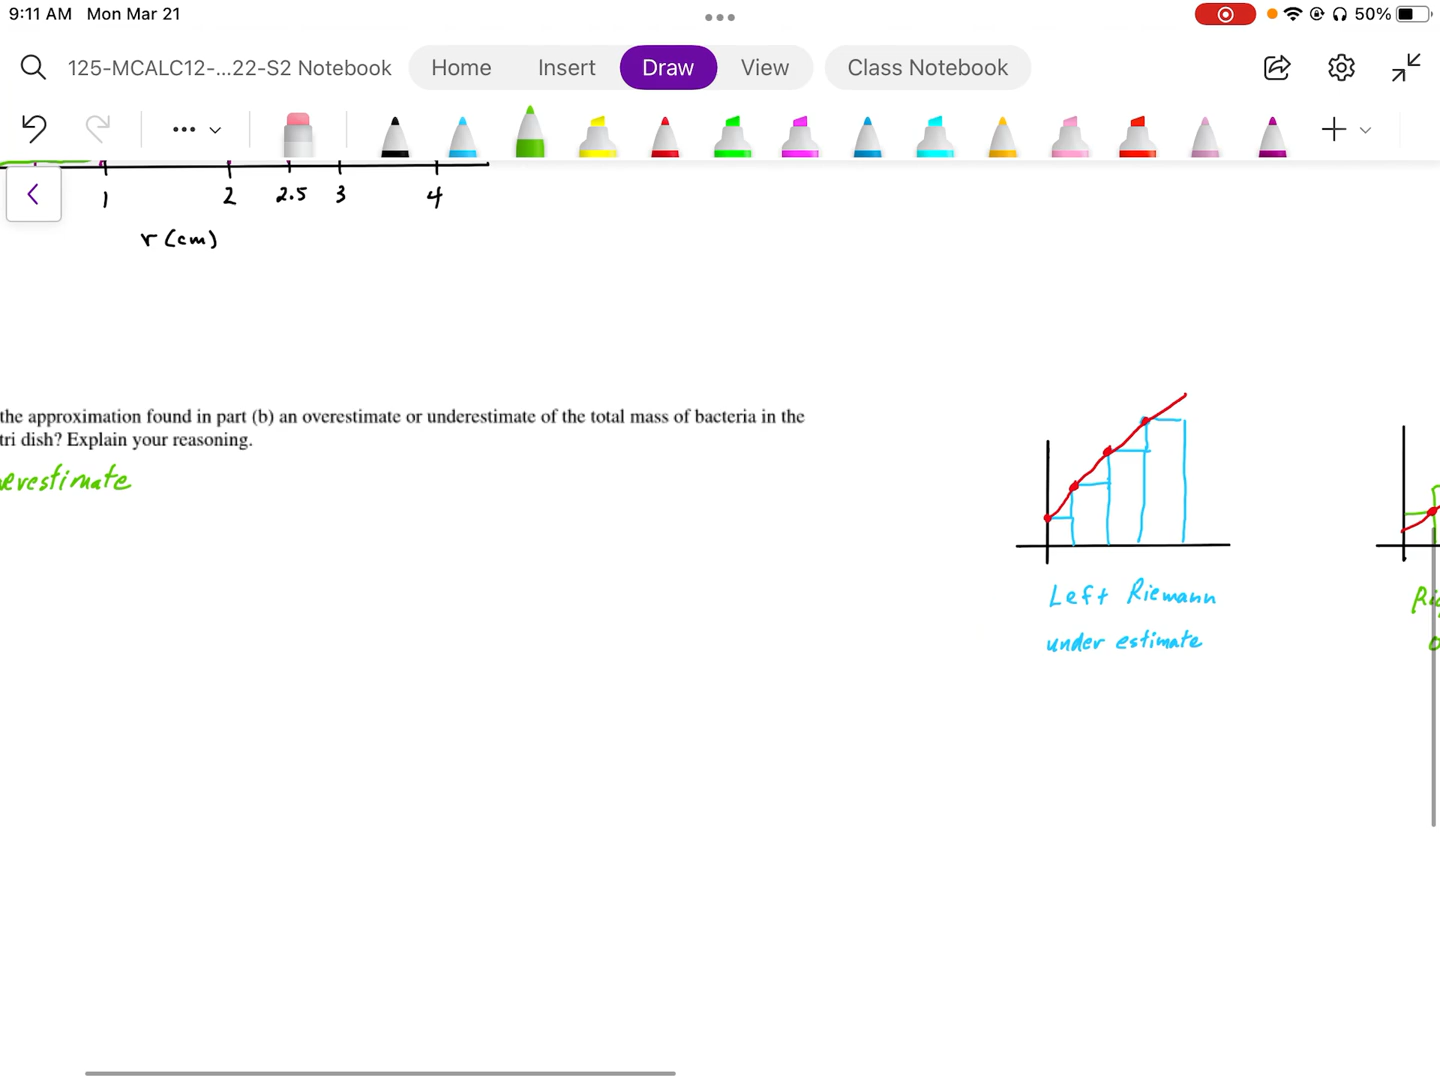 9:11 AM Mon Mar 21
50%
125-MCALC12-...22-S2 Notebook
Home
Insert
Draw
View
Class Notebook
1 2 2.5 3 4
r (cm)
the approximation found in part (b) an overestimate or underestimate of the total mass of bacteria in the
tri dish? Explain your reasoning.
erestimate
Left Riemann
under estimate
Ri
o